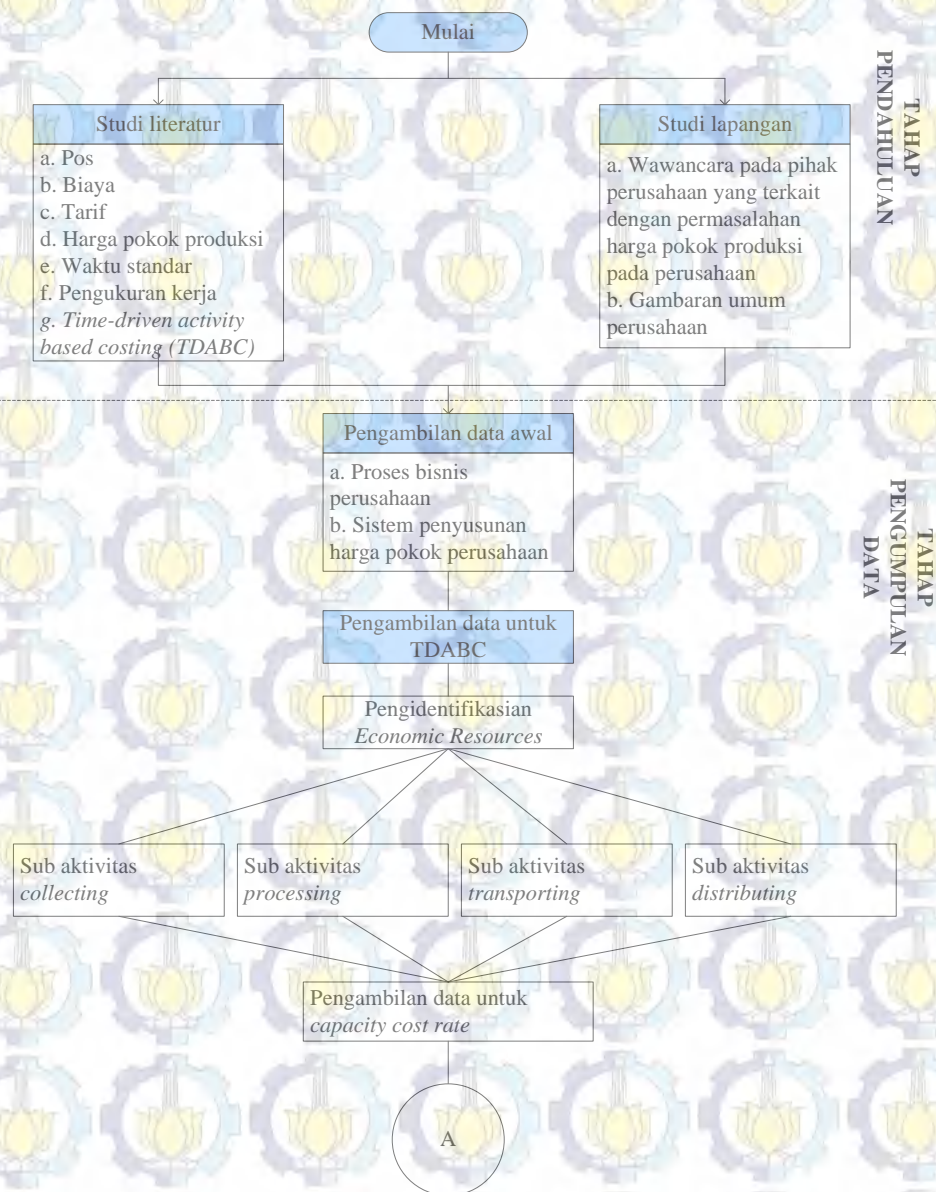 Mulai
TAHAP
PENDAHULUAN
Studi literatur
a. Pos
b. Biaya
c. Tarif
d. Harga pokok produksi
e. Waktu standar
f. Pengukuran kerja
g. Time-driven activity
based costing (TDABC)
Studi lapangan
a. Wawancara pada pihak
perusahaan yang terkait
dengan permasalahan
harga pokok produksi
pada perusahaan
b. Gambaran umum
perusahaan
Pengambilan data awal
a. Proses bisnis
perusahaan
b. Sistem penyusunan
harga pokok perusahaan
TAHAP
PENGUMPULAN
DATA
Pengambilan data untuk
TDABC
Pengidentifikasian
Economic Resources
Sub aktivitas
collecting
Sub aktivitas
processing
Sub aktivitas
transporting
Sub aktivitas
distributing
Pengambilan data untuk
capacity cost rate
A